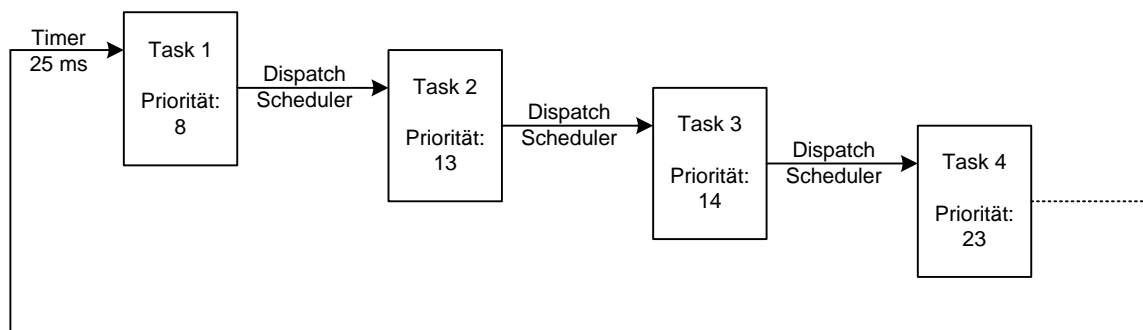 Timer
25 ms
Task 1
Priorität:
8
Dispatch
Scheduler
Task 2
Priorität:
13
Dispatch
Scheduler
Task 3
Priorität:
14
Dispatch
Scheduler
Task 4
Priorität:
23